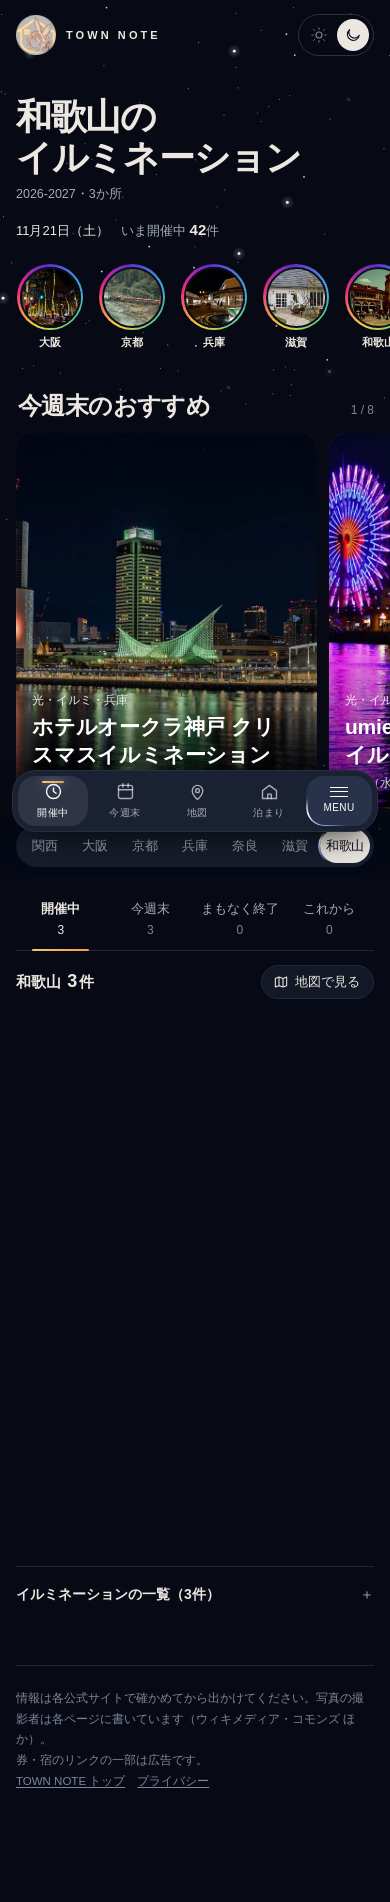 TOWN NOTE
和歌山の
イルミネーション
2026-2027・3か所
11月21日（土） いま開催中 42件
大阪 京都 兵庫 滋賀 和歌山
今週末のおすすめ
1 / 8
光・イルミ・兵庫
ホテルオークラ神戸 クリ
スマスイルミネーション
光・イル
umie
イル
開催中 今週末 地図 泊まり MENU
関西 大阪 京都 兵庫 奈良 滋賀 和歌山
開催中 今週末 まもなく終了 これから
3 3 0 0
和歌山 3件
地図で見る
イルミネーションの一覧（3件） +
情報は各公式サイトで確かめてから出かけてください。写真の撮
影者は各ページに書いています（ウィキメディア・コモンズ ほ
か）。
券・宿のリンクの一部は広告です。
TOWN NOTE トップ プライバシー